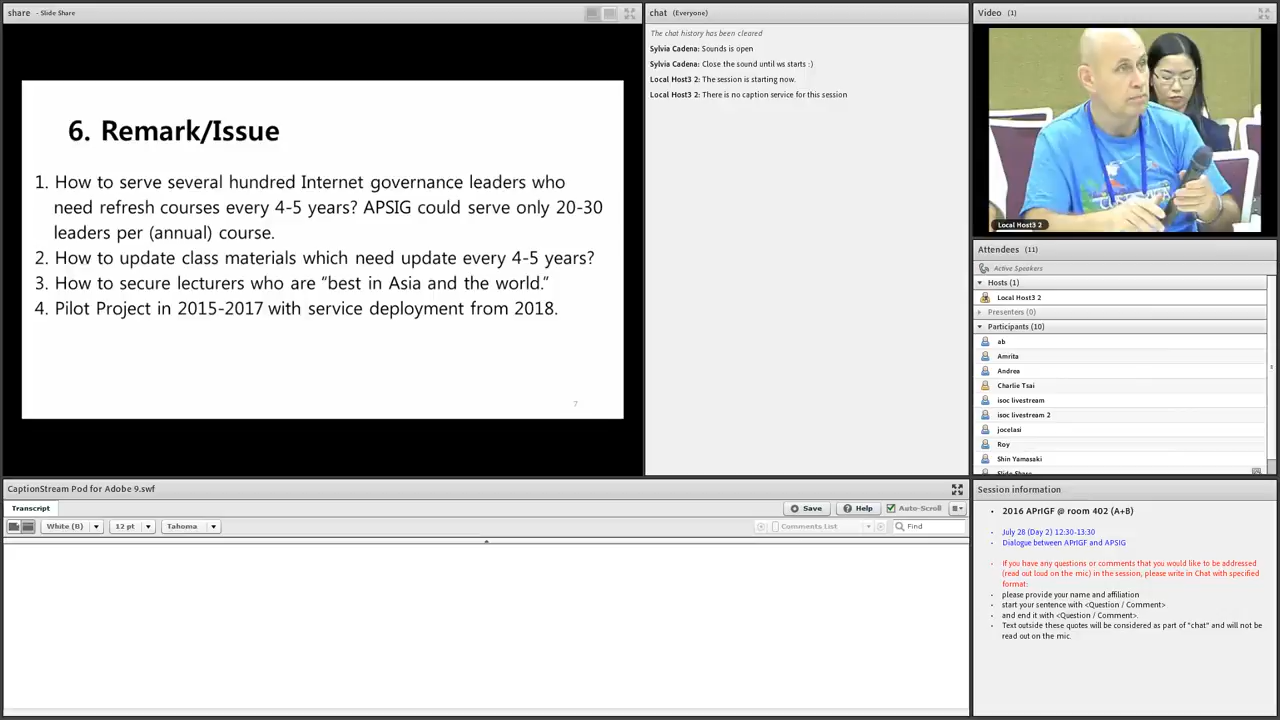 share - Slide Share
6. Remark/Issue
1. How to serve several hundred Internet governance leaders who
need refresh courses every 4-5 years? APSIG could serve only 20-30
leaders per (annual) course.
2. How to update class materials which need update every 4-5 years?
3. How to secure lecturers who are “best in Asia and the world.”
4. Pilot Project in 2015-2017 with service deployment from 2018.
7
chat (Everyone)
The chat history has been cleared
Sylvia Cadena: Sounds is open
Sylvia Cadena: Close the sound until ws starts :)
Local Host3 2: The session is starting now.
Local Host3 2: There is no caption service for this session
Video (1)
Local Host3 2
Attendees (11)
Active Speakers
Hosts (1)
Local Host3 2
Presenters (0)
Participants (10)
ab
Amrita
Andrea
Charlie Tsai
isoc livestream
isoc livestream 2
jocelasi
Roy
Shin Yamasaki
Slide Share
CaptionStream Pod for Adobe 9.swf
Transcript
Save
Help
Auto-Scroll
White (B)
12 pt
Tahoma
Comments List
Find
Session information
• 2016 APrIGF @ room 402 (A+B)
• July 28 (Day 2) 12:30-13:30
• Dialogue between APrIGF and APSIG
• If you have any questions or comments that you would like to be addressed
(read out loud on the mic) in the session, please write in Chat with specified
format:
• please provide your name and affiliation
• start your sentence with <Question / Comment>
• and end it with <Question / Comment>.
• Text outside these quotes will be considered as part of "chat" and will not be
read out on the mic.